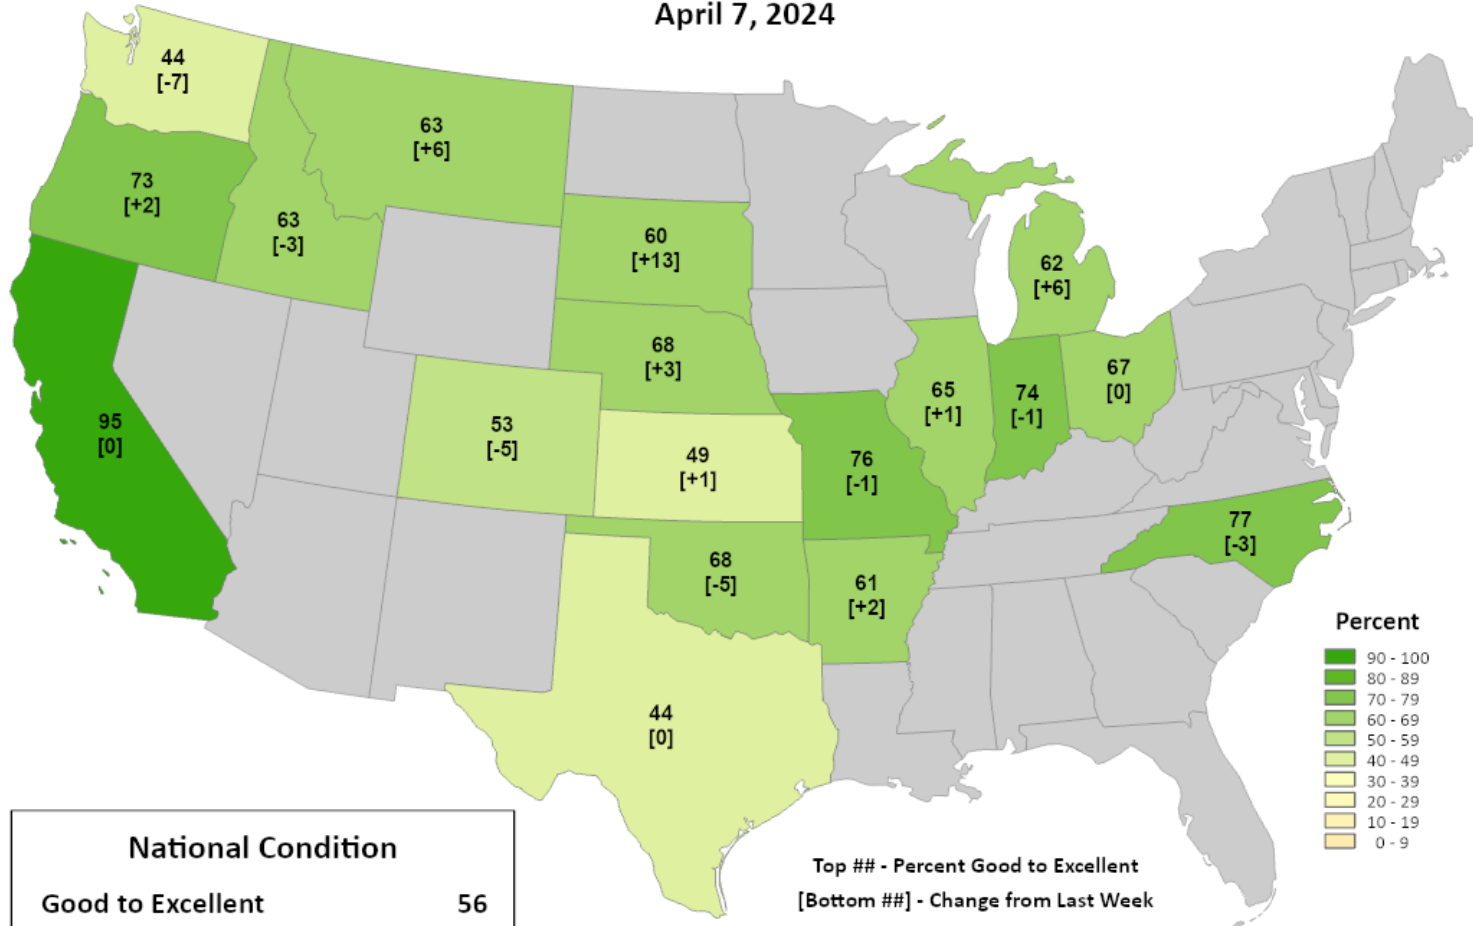 April 7, 2024
44
[-7]
63
[+6]
73
[+2]
63
[-3]
60
[+13]
62
[+6]
68
[+3]
67
[0]
65
[+1]
74
[-1]
95
[0]
53
[-5]
49
[+1]
76
[-1]
77
[-3]
68
[-5]
61
[+2]
44
[0]
Percent
90 - 100
80 - 89
70 - 79
60 - 69
50 - 59
40 - 49
30 - 39
20 - 29
10 - 19
0 - 9
National Condition
Good to Excellent 56
Top ## - Percent Good to Excellent
[Bottom ##] - Change from Last Week